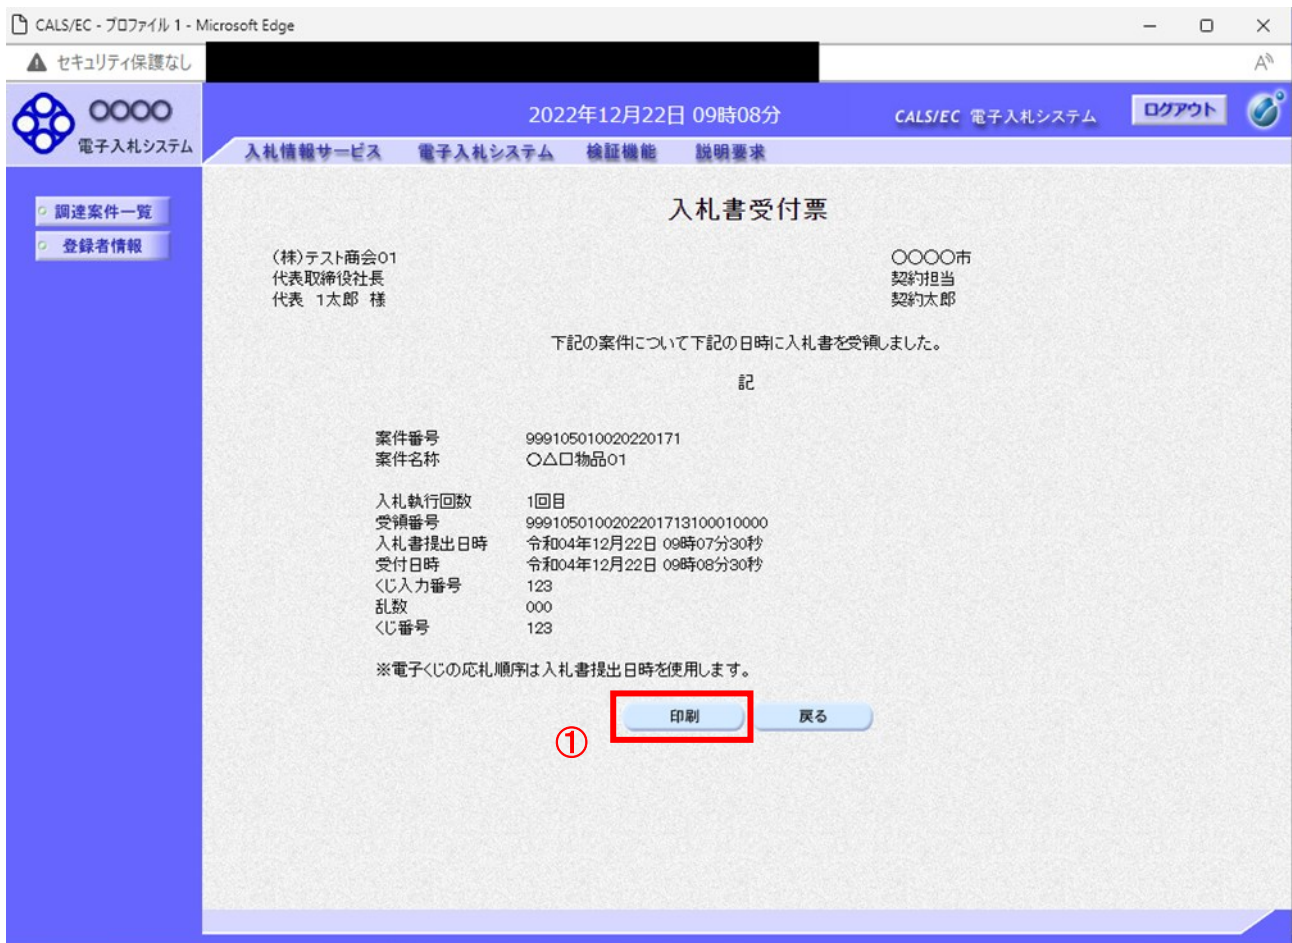 CALS/EC - プロファイル 1 - Microsoft Edge
セキュリティ保護なし
〇〇〇〇
電子入札システム
2022年12月22日 09時08分
CALS/EC 電子入札システム
ログアウト
入札情報サービス 電子入札システム 検証機能 説明要求
調達案件一覧
登録者情報
入札書受付票
(株)テスト商会01
代表取締役社長
代表 1太郎 様
〇〇〇〇市
契約担当
契約太郎
下記の案件について下記の日時に入札書を受領しました。
記
案件番号 999105010020220171
案件名称 〇△口物品01
入札執行回数 1回目
受領番号 9991050100202201713100010000
入札書提出日時 令和04年12月22日 09時07分30秒
受付日時 令和04年12月22日 09時08分30秒
くじ入力番号 123
乱数 000
くじ番号 123
※電子くじの応札順序は入札書提出日時を使用します。
印刷 戻る
①